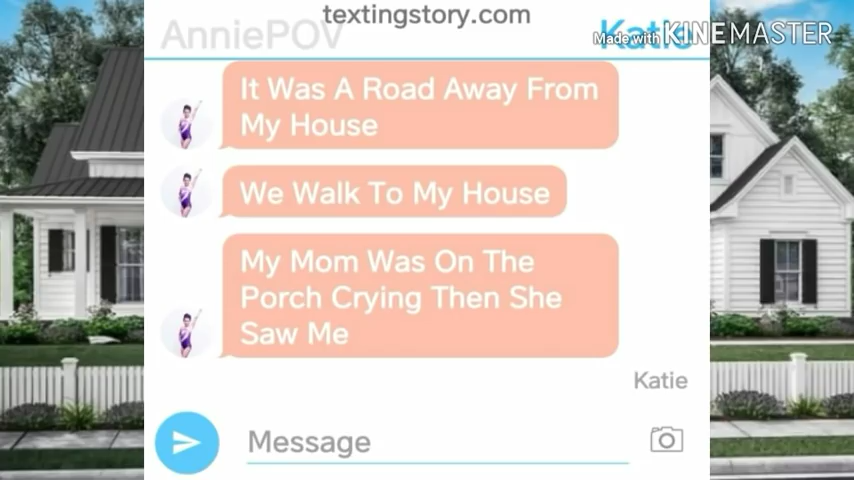 textingstory.com
AnniePOV
Katie
Made with KINEMASTER
It Was A Road Away From
My House
We Walk To My House
My Mom Was On The
Porch Crying Then She
Saw Me
Katie
Message